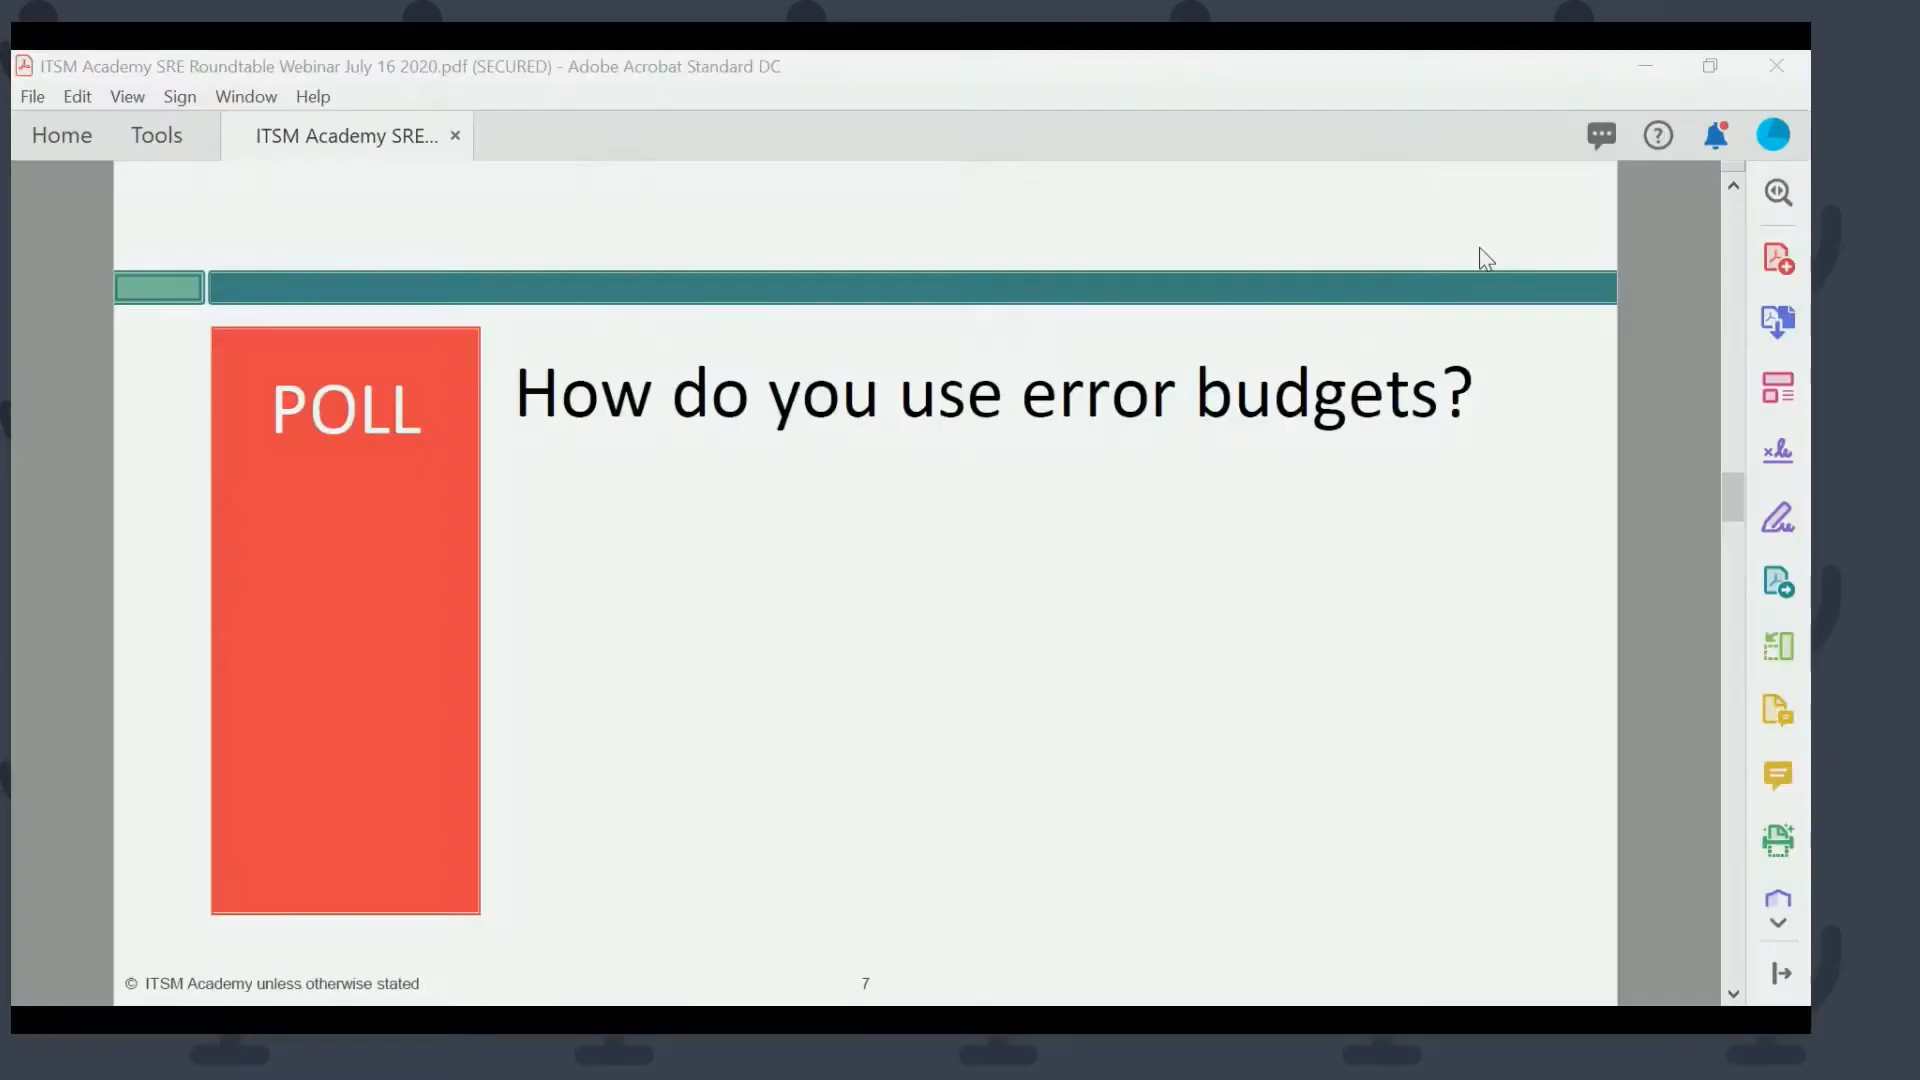 ITSM Academy SRE Roundtable Webinar July 16 2020.pdf (SECURED) - Adobe Acrobat Standard DC
File Edit View Sign Window Help
Home Tools ITSM Academy SRE... ×
POLL
How do you use error budgets?
© ITSM Academy unless otherwise stated
7